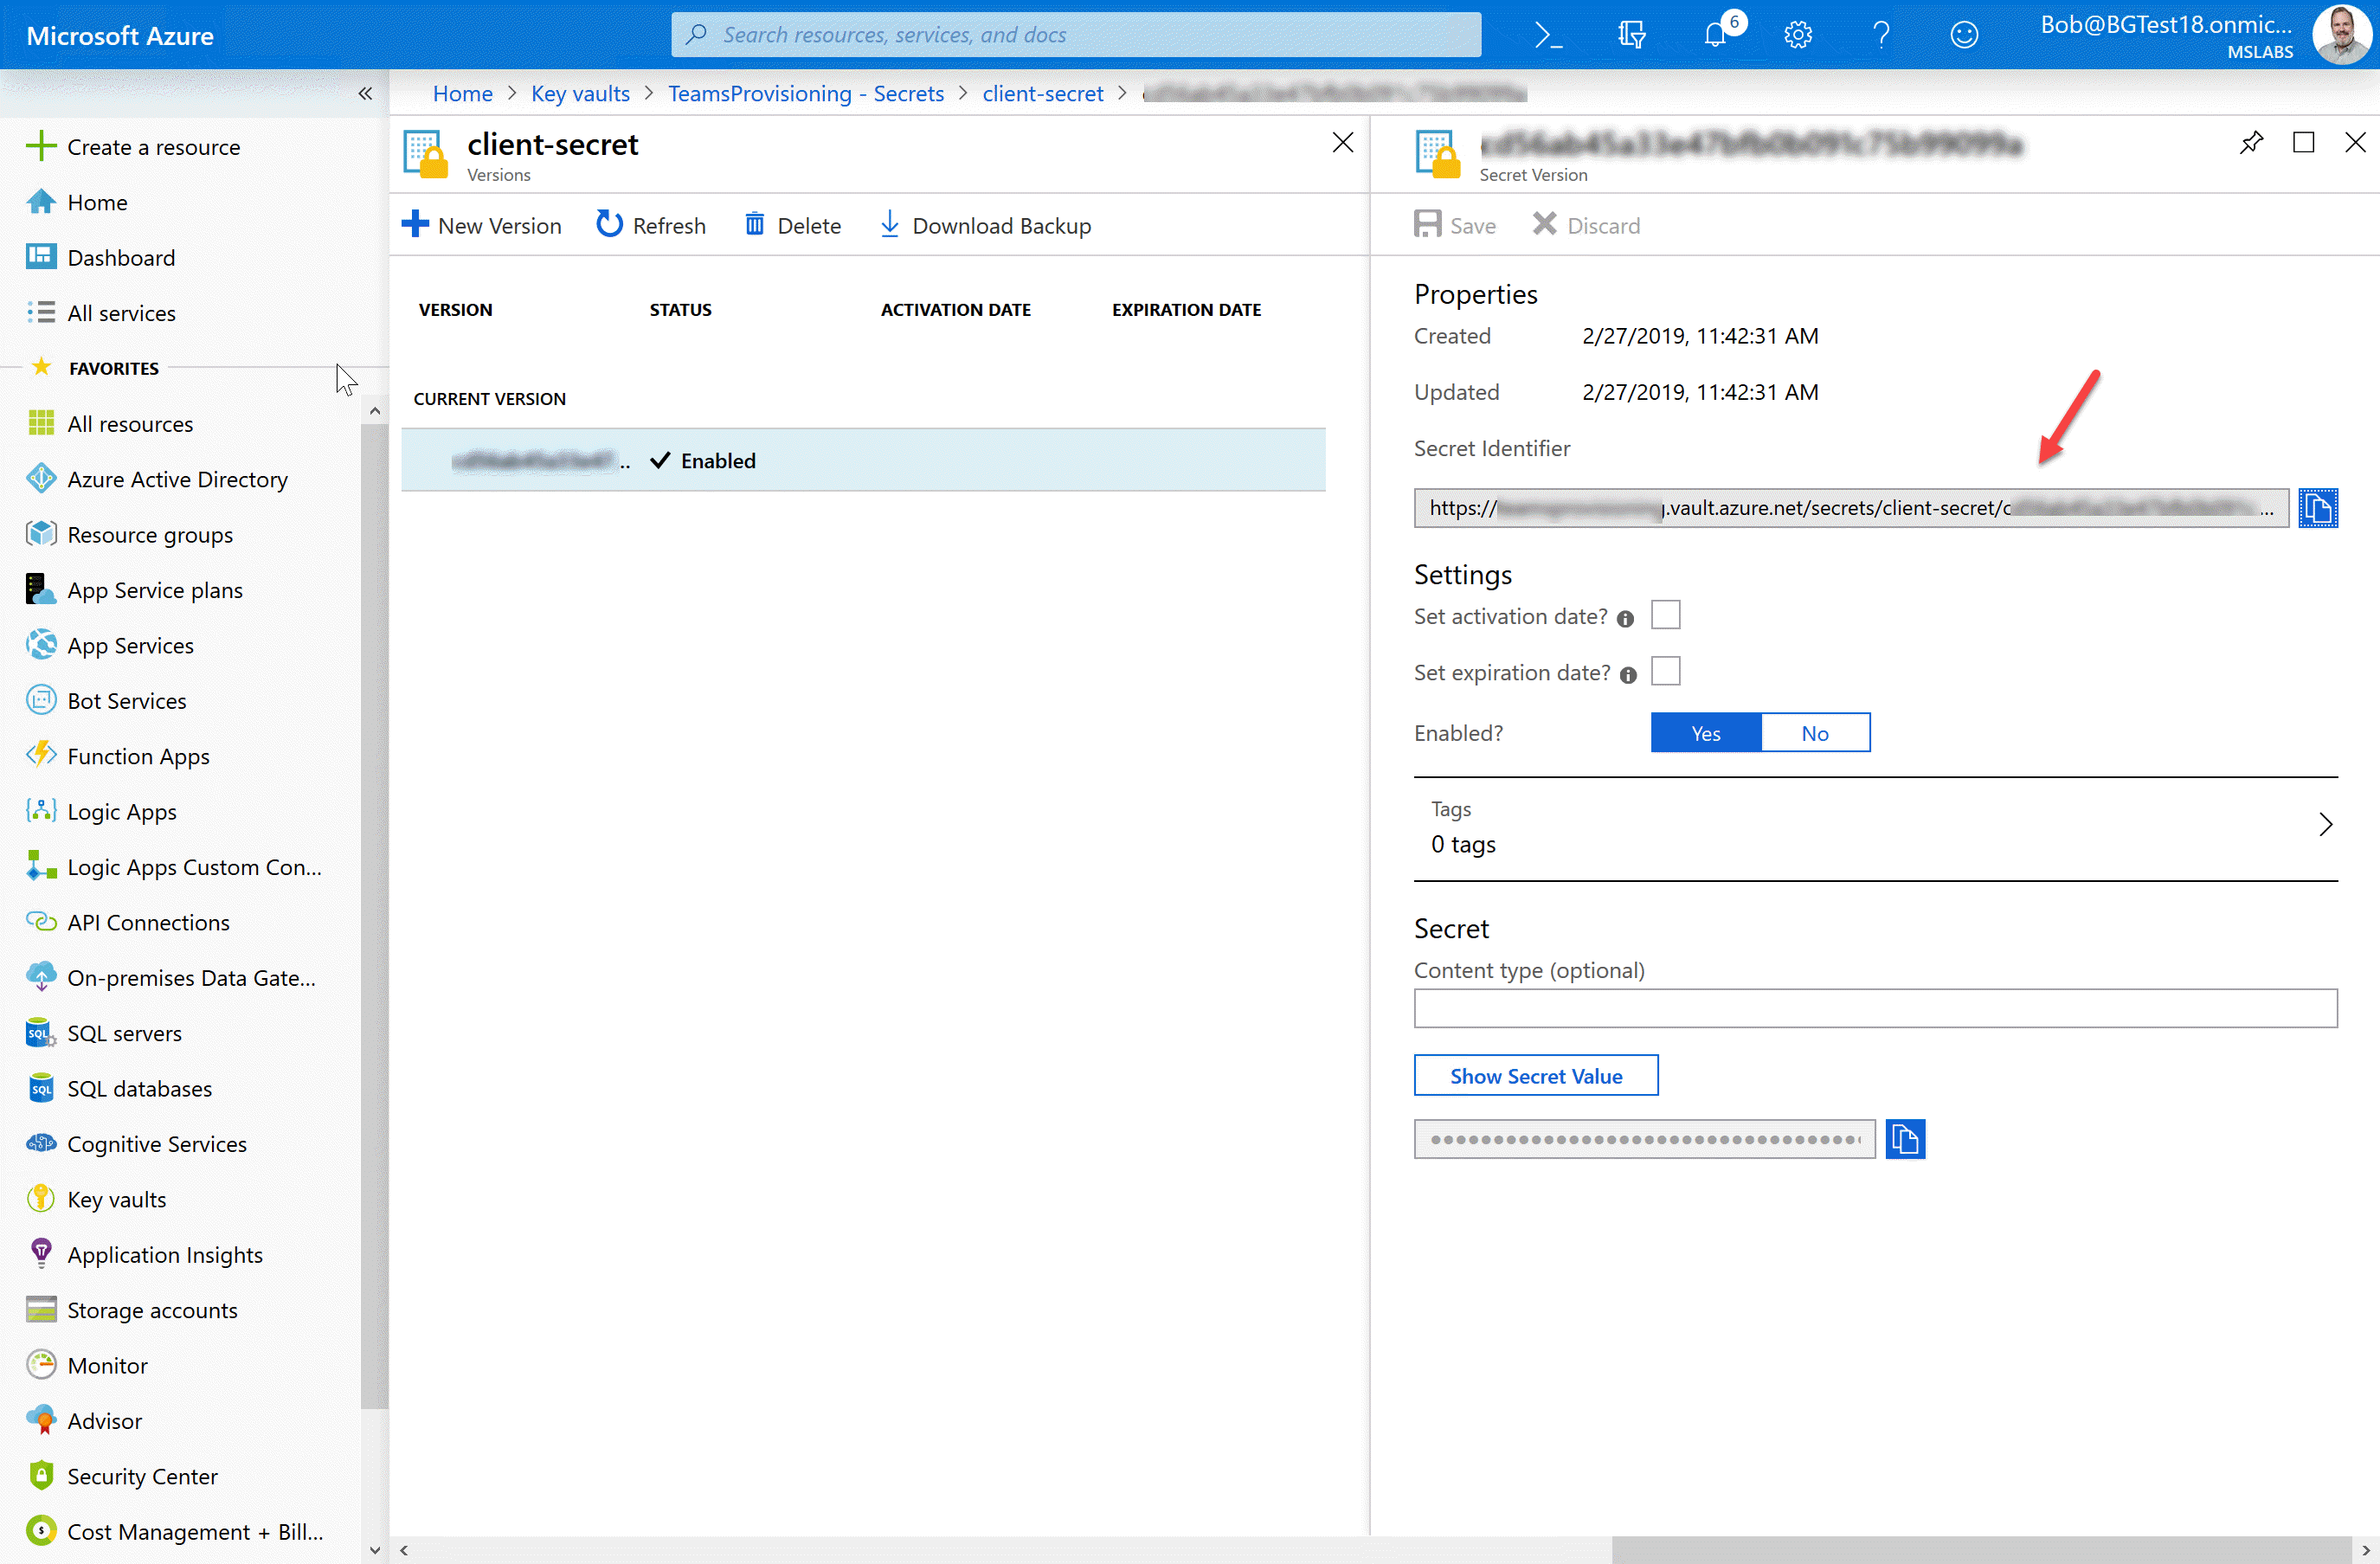 Microsoft Azure
Search resources, services, and docs
6
Bob@BGTest18.onmic...
MSLABS
Home > Key vaults > TeamsProvisioning - Secrets > client-secret >
Create a resource
Home
Dashboard
All services
FAVORITES
All resources
Azure Active Directory
Resource groups
App Service plans
App Services
Bot Services
Function Apps
Logic Apps
Logic Apps Custom Con...
API Connections
On-premises Data Gate...
SQL servers
SQL databases
Cognitive Services
Key vaults
Application Insights
Storage accounts
Monitor
Advisor
Security Center
Cost Management + Bill...
client-secret
Versions
New Version Refresh Delete Download Backup
VERSION STATUS ACTIVATION DATE EXPIRATION DATE
CURRENT VERSION
Enabled
Secret Version
Save Discard
Properties
Created 2/27/2019, 11:42:31 AM
Updated 2/27/2019, 11:42:31 AM
Secret Identifier
https:// .vault.azure.net/secrets/client-secret/ ...
Settings
Set activation date?
Set expiration date?
Enabled? Yes No
Tags
0 tags
Secret
Content type (optional)
Show Secret Value